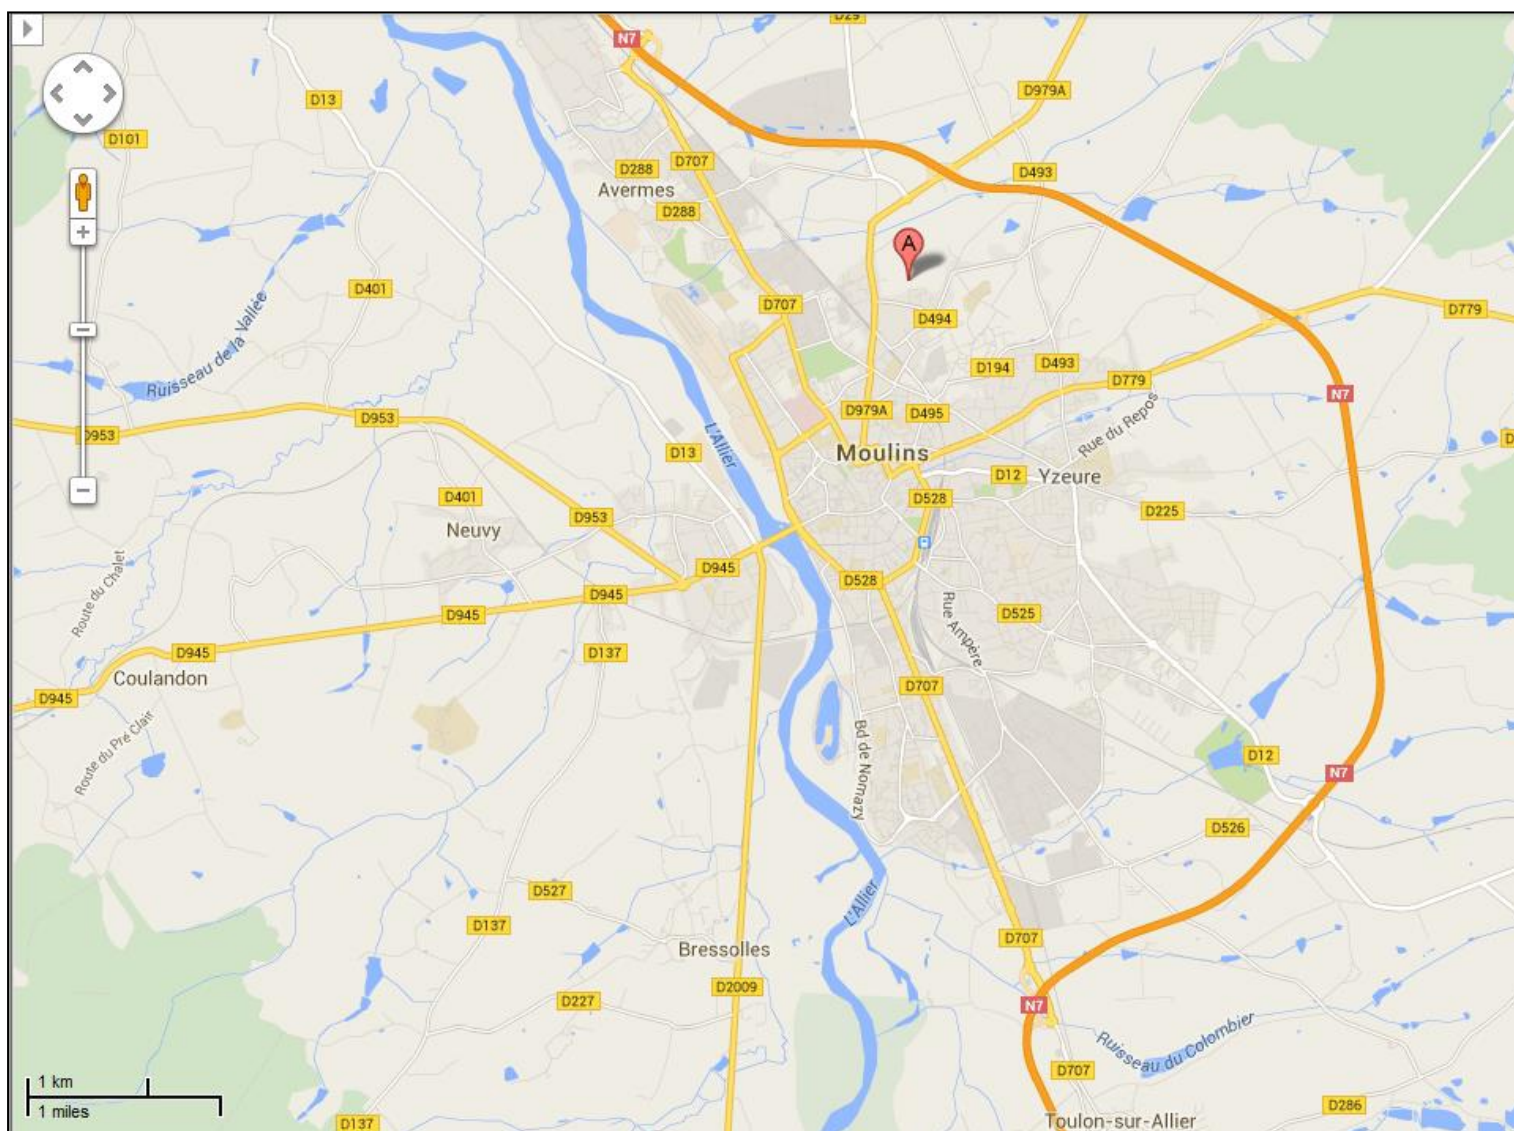 N7
D29
D13
D979A
D101
D288
D707
D493
Avermes
D288
A
D401
D707
D779
D494
Ruisseau de la Vallée
D194
D493
D779
N7
D953
D953
D979A
D495
Rue du Repos
D
L'Allier
D13
Moulins
D12
Yzeure
D401
D528
D225
Neuvy
D953
Route du Chalet
D945
D528
D945
D945
Rue Ampère
D525
D945
D137
Coulandon
D945
D707
Route du Pré Clair
Bd de Nomazy
D12
N7
D526
D527
L'Allier
D137
D707
Bressolles
D2009
D227
N7
Ruisseau du Colombier
D707
1 km
1 miles
D286
D137
Toulon-sur-Allier